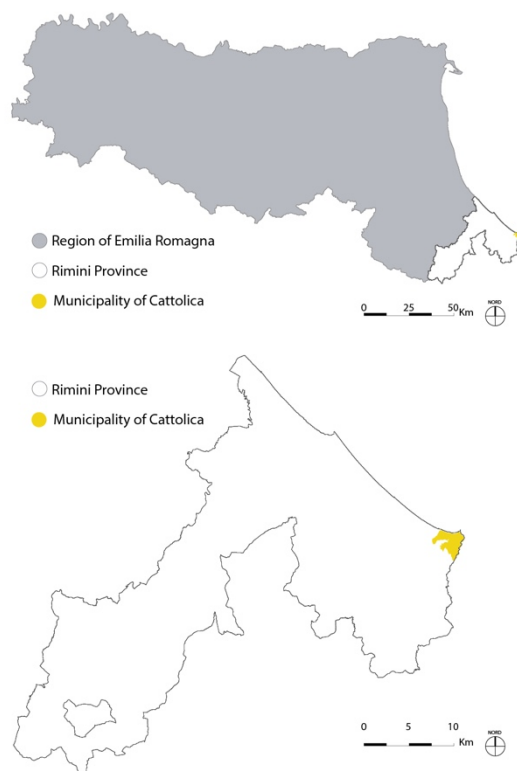 Region of Emilia Romagna
Rimini Province
Municipality of Cattolica
0 25 50 Km
NORD
Rimini Province
Municipality of Cattolica
0 5 10
Km
NORD